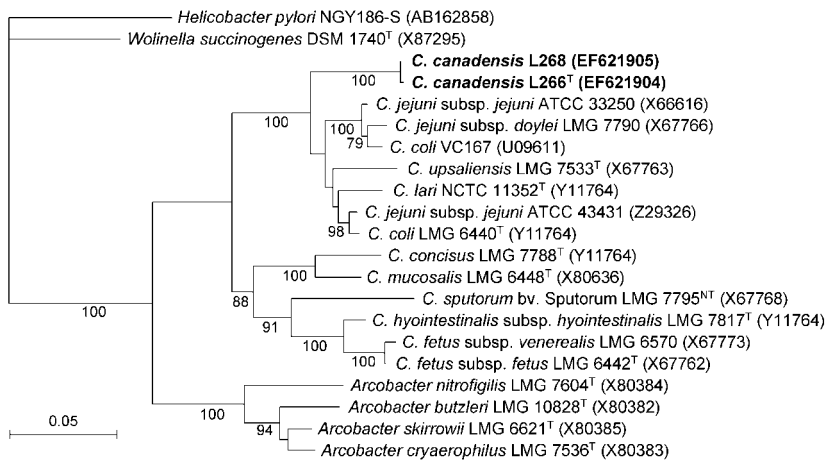 Helicobacter pylori NGY186-S (AB162858)
Wolinella succinogenes DSM 1740ᵀ (X87295)
C. canadensis L268 (EF621905)
100
C. canadensis L266ᵀ (EF621904)
C. jejuni subsp. jejuni ATCC 33250 (X66616)
100
100
C. jejuni subsp. doylei LMG 7790 (X67766)
79
C. coli VC167 (U09611)
C. upsaliensis LMG 7533ᵀ (X67763)
C. lari NCTC 11352ᵀ (Y11764)
C. jejuni subsp. jejuni ATCC 43431 (Z29326)
98
C. coli LMG 6440ᵀ (Y11764)
C. concisus LMG 7788ᵀ (Y11764)
100
C. mucosalis LMG 6448ᵀ (X80636)
88
C. sputorum bv. Sputorum LMG 7795ᴺᵀ (X67768)
100
91
C. hyointestinalis subsp. hyointestinalis LMG 7817ᵀ (Y11764)
100
C. fetus subsp. venerealis LMG 6570 (X67773)
100
C. fetus subsp. fetus LMG 6442ᵀ (X67762)
Arcobacter nitrofigilis LMG 7604ᵀ (X80384)
100
Arcobacter butzleri LMG 10828ᵀ (X80382)
0.05
94
Arcobacter skirrowii LMG 6621ᵀ (X80385)
Arcobacter cryaerophilus LMG 7536ᵀ (X80383)